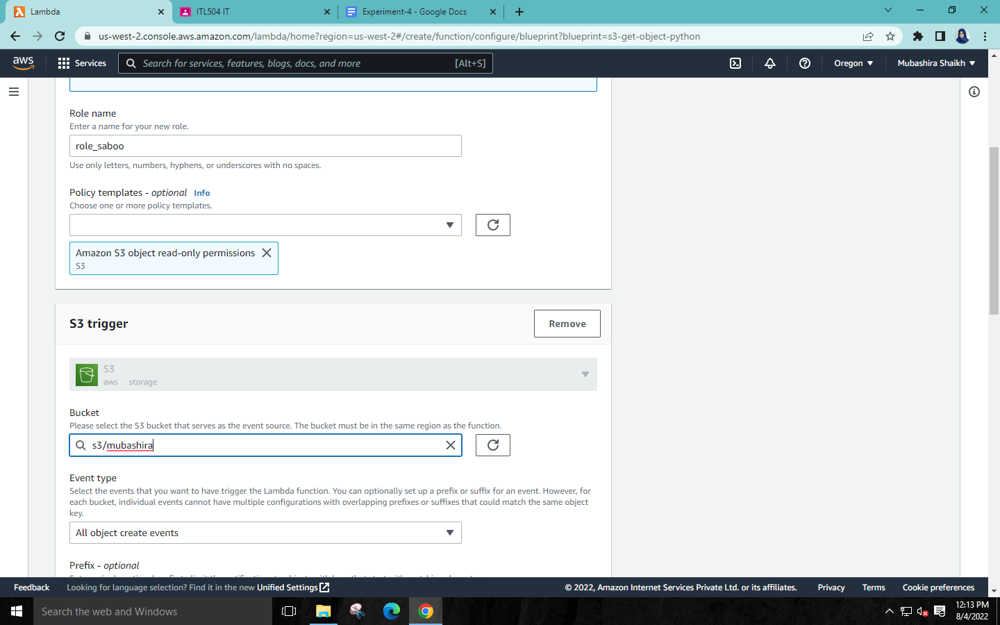 Lambda
ITL504 IT
Experiment-4 - Google Docs
us-west-2.console.aws.amazon.com/lambda/home?region=us-west-2#/create/function/configure/blueprint?blueprint=s3-get-object-python
aws
Services
Search for services, features, blogs, docs, and more
[Alt+S]
Oregon
Mubashira Shaikh
Role name
Enter a name for your new role.
role_saboo
Use only letters, numbers, hyphens, or underscores with no spaces.
Policy templates - optional Info
Choose one or more policy templates.
Amazon S3 object read-only permissions
S3
S3 trigger
Remove
S3
aws storage
Bucket
Please select the S3 bucket that serves as the event source. The bucket must be in the same region as the function.
s3/mubashira
Event type
Select the events that you want to have trigger the Lambda function. You can optionally set up a prefix or suffix for an event. However, for
each bucket, individual events cannot have multiple configurations with overlapping prefixes or suffixes that could match the same object
key.
All object create events
Prefix - optional
Feedback
Looking for language selection? Find it in the new Unified Settings
© 2022, Amazon Internet Services Private Ltd. or its affiliates.
Privacy
Terms
Cookie preferences
Search the web and Windows
12:13 PM
8/4/2022